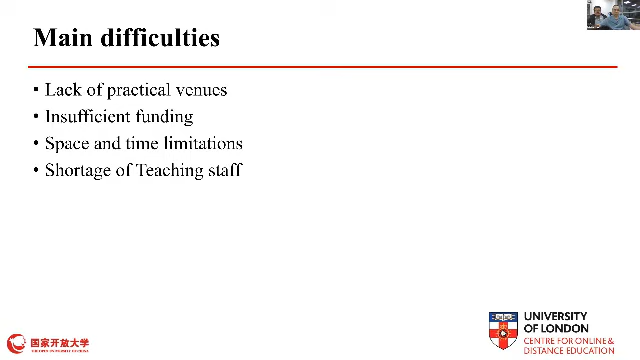 Main difficulties
• Lack of practical venues
• Insufficient funding
• Space and time limitations
• Shortage of Teaching staff
国家开放大学
UNIVERSITY
OF LONDON
CENTRE FOR ONLINE &
DISTANCE EDUCATION